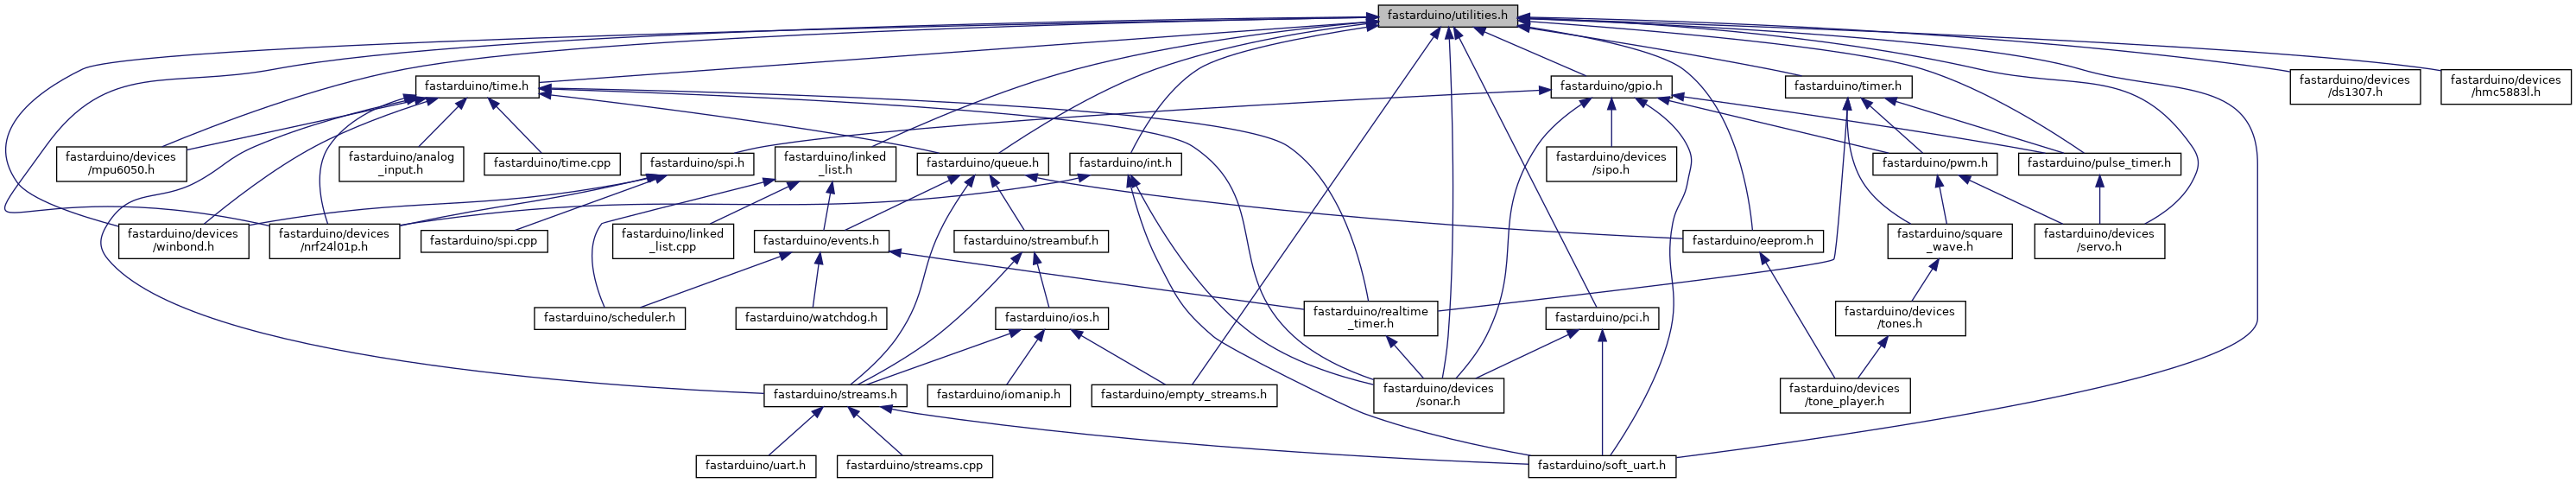 fastarduino/utilities.h
fastarduino/time.h
fastarduino/gpio.h
fastarduino/timer.h
fastarduino/devices
/ds1307.h
fastarduino/devices
/hmc5883l.h
fastarduino/devices
/mpu6050.h
fastarduino/analog
_input.h
fastarduino/time.cpp
fastarduino/spi.h
fastarduino/linked
_list.h
fastarduino/queue.h
fastarduino/int.h
fastarduino/devices
/sipo.h
fastarduino/pwm.h
fastarduino/pulse_timer.h
fastarduino/devices
/winbond.h
fastarduino/devices
/nrf24l01p.h
fastarduino/spi.cpp
fastarduino/linked
_list.cpp
fastarduino/events.h
fastarduino/streambuf.h
fastarduino/eeprom.h
fastarduino/square
_wave.h
fastarduino/devices
/servo.h
fastarduino/scheduler.h
fastarduino/watchdog.h
fastarduino/ios.h
fastarduino/realtime
_timer.h
fastarduino/pci.h
fastarduino/devices
/tones.h
fastarduino/streams.h
fastarduino/iomanip.h
fastarduino/empty_streams.h
fastarduino/devices
/sonar.h
fastarduino/devices
/tone_player.h
fastarduino/uart.h
fastarduino/streams.cpp
fastarduino/soft_uart.h